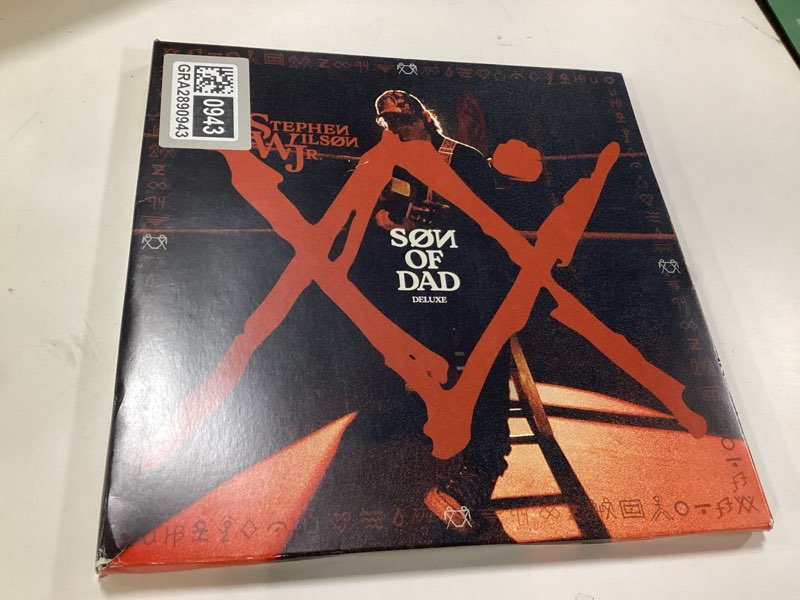 GRA2890943
0943
STEPHEN
WILSØN
JR.
SØN
OF
DAD
DELUXE